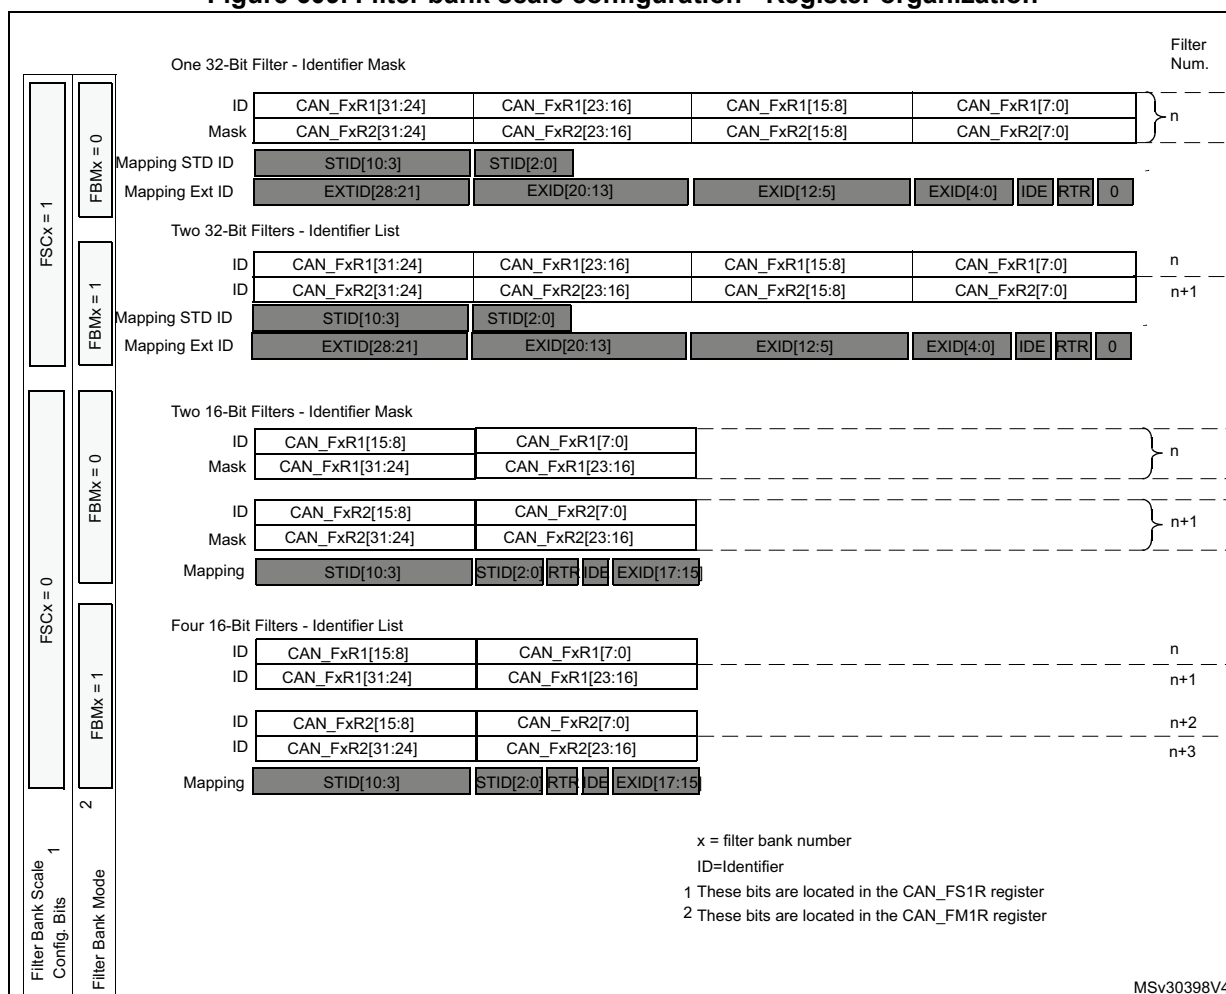 Figure 335. Filter bank scale configuration - Register organization
Filter
Num.
One 32-Bit Filter - Identifier Mask
ID CAN_FxR1[31:24] CAN_FxR1[23:16] CAN_FxR1[15:8] CAN_FxR1[7:0]
n
Mask CAN_FxR2[31:24] CAN_FxR2[23:16] CAN_FxR2[15:8] CAN_FxR2[7:0]
Mapping STD ID STID[10:3] STID[2:0]
Mapping Ext ID EXTID[28:21] EXID[20:13] EXID[12:5] EXID[4:0] IDE RTR 0
FBMx = 0
FSCx = 1
Two 32-Bit Filters - Identifier List
ID CAN_FxR1[31:24] CAN_FxR1[23:16] CAN_FxR1[15:8] CAN_FxR1[7:0] n
ID CAN_FxR2[31:24] CAN_FxR2[23:16] CAN_FxR2[15:8] CAN_FxR2[7:0] n+1
Mapping STD ID STID[10:3] STID[2:0]
Mapping Ext ID EXTID[28:21] EXID[20:13] EXID[12:5] EXID[4:0] IDE RTR 0
FBMx = 1
Two 16-Bit Filters - Identifier Mask
ID CAN_FxR1[15:8] CAN_FxR1[7:0]
n
Mask CAN_FxR1[31:24] CAN_FxR1[23:16]
ID CAN_FxR2[15:8] CAN_FxR2[7:0]
n+1
Mask CAN_FxR2[31:24] CAN_FxR2[23:16]
Mapping STID[10:3] STID[2:0] RTR IDE EXID[17:15]
FBMx = 0
FSCx = 0
Four 16-Bit Filters - Identifier List
ID CAN_FxR1[15:8] CAN_FxR1[7:0] n
ID CAN_FxR1[31:24] CAN_FxR1[23:16] n+1
ID CAN_FxR2[15:8] CAN_FxR2[7:0] n+2
ID CAN_FxR2[31:24] CAN_FxR2[23:16] n+3
Mapping STID[10:3] STID[2:0] RTR IDE EXID[17:15]
FBMx = 1
Filter Bank Scale 1
Config. Bits
Filter Bank Mode 2
x = filter bank number
ID=Identifier
1 These bits are located in the CAN_FS1R register
2 These bits are located in the CAN_FM1R register
MSv30398V4